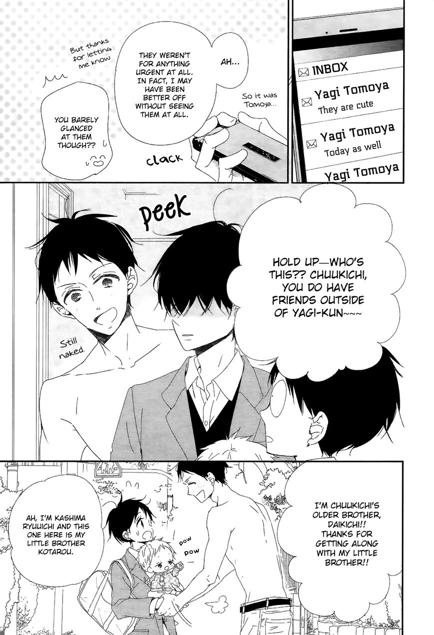 INBOX
Yagi Tomoya
They are cute
Yagi Tomoya
Today as well
Yagi Tomoya
AH...
So it was
Tomoya...
THEY WEREN'T
FOR ANYTHING
URGENT AT ALL.
IN FACT, I MAY
HAVE BEEN
BETTER OFF
WITHOUT SEEING
THEM AT ALL.
But thanks
for letting
me know
YOU BARELY
GLANCED
AT THEM
THOUGH??
clack
peek
HOLD UP—WHO'S
THIS?? CHUUKICHI,
YOU DO HAVE
FRIENDS OUTSIDE
OF YAGI-KUN~~~
Still
naked
I'M CHUUKICHI'S
OLDER BROTHER,
DAIKICHI!!
THANKS FOR
GETTING ALONG
WITH MY LITTLE
BROTHER!!
POW
POW
AH, I'M KASHIMA
RYUUICHI AND THIS
ONE HERE IS MY
LITTLE BROTHER
KOTAROU.